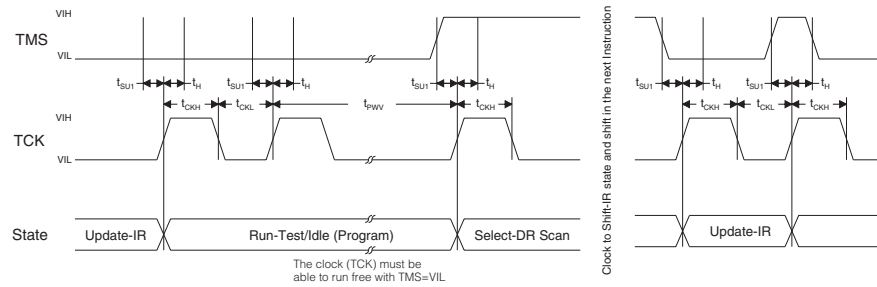 VIH
TMS
VIL
tSU1 tH tSU1 tH tSU1 tH tSU1 tH tSU1 tH
tCKH tCKL tPWV tCKH tCKH tCKL tCKH
VIH
TCK
VIL
State
Update-IR
Run-Test/Idle (Program)
Select-DR Scan
The clock (TCK) must be
able to run free with TMS=VIL
Clock to Shift-IR state and shift in the next Instruction
Update-IR